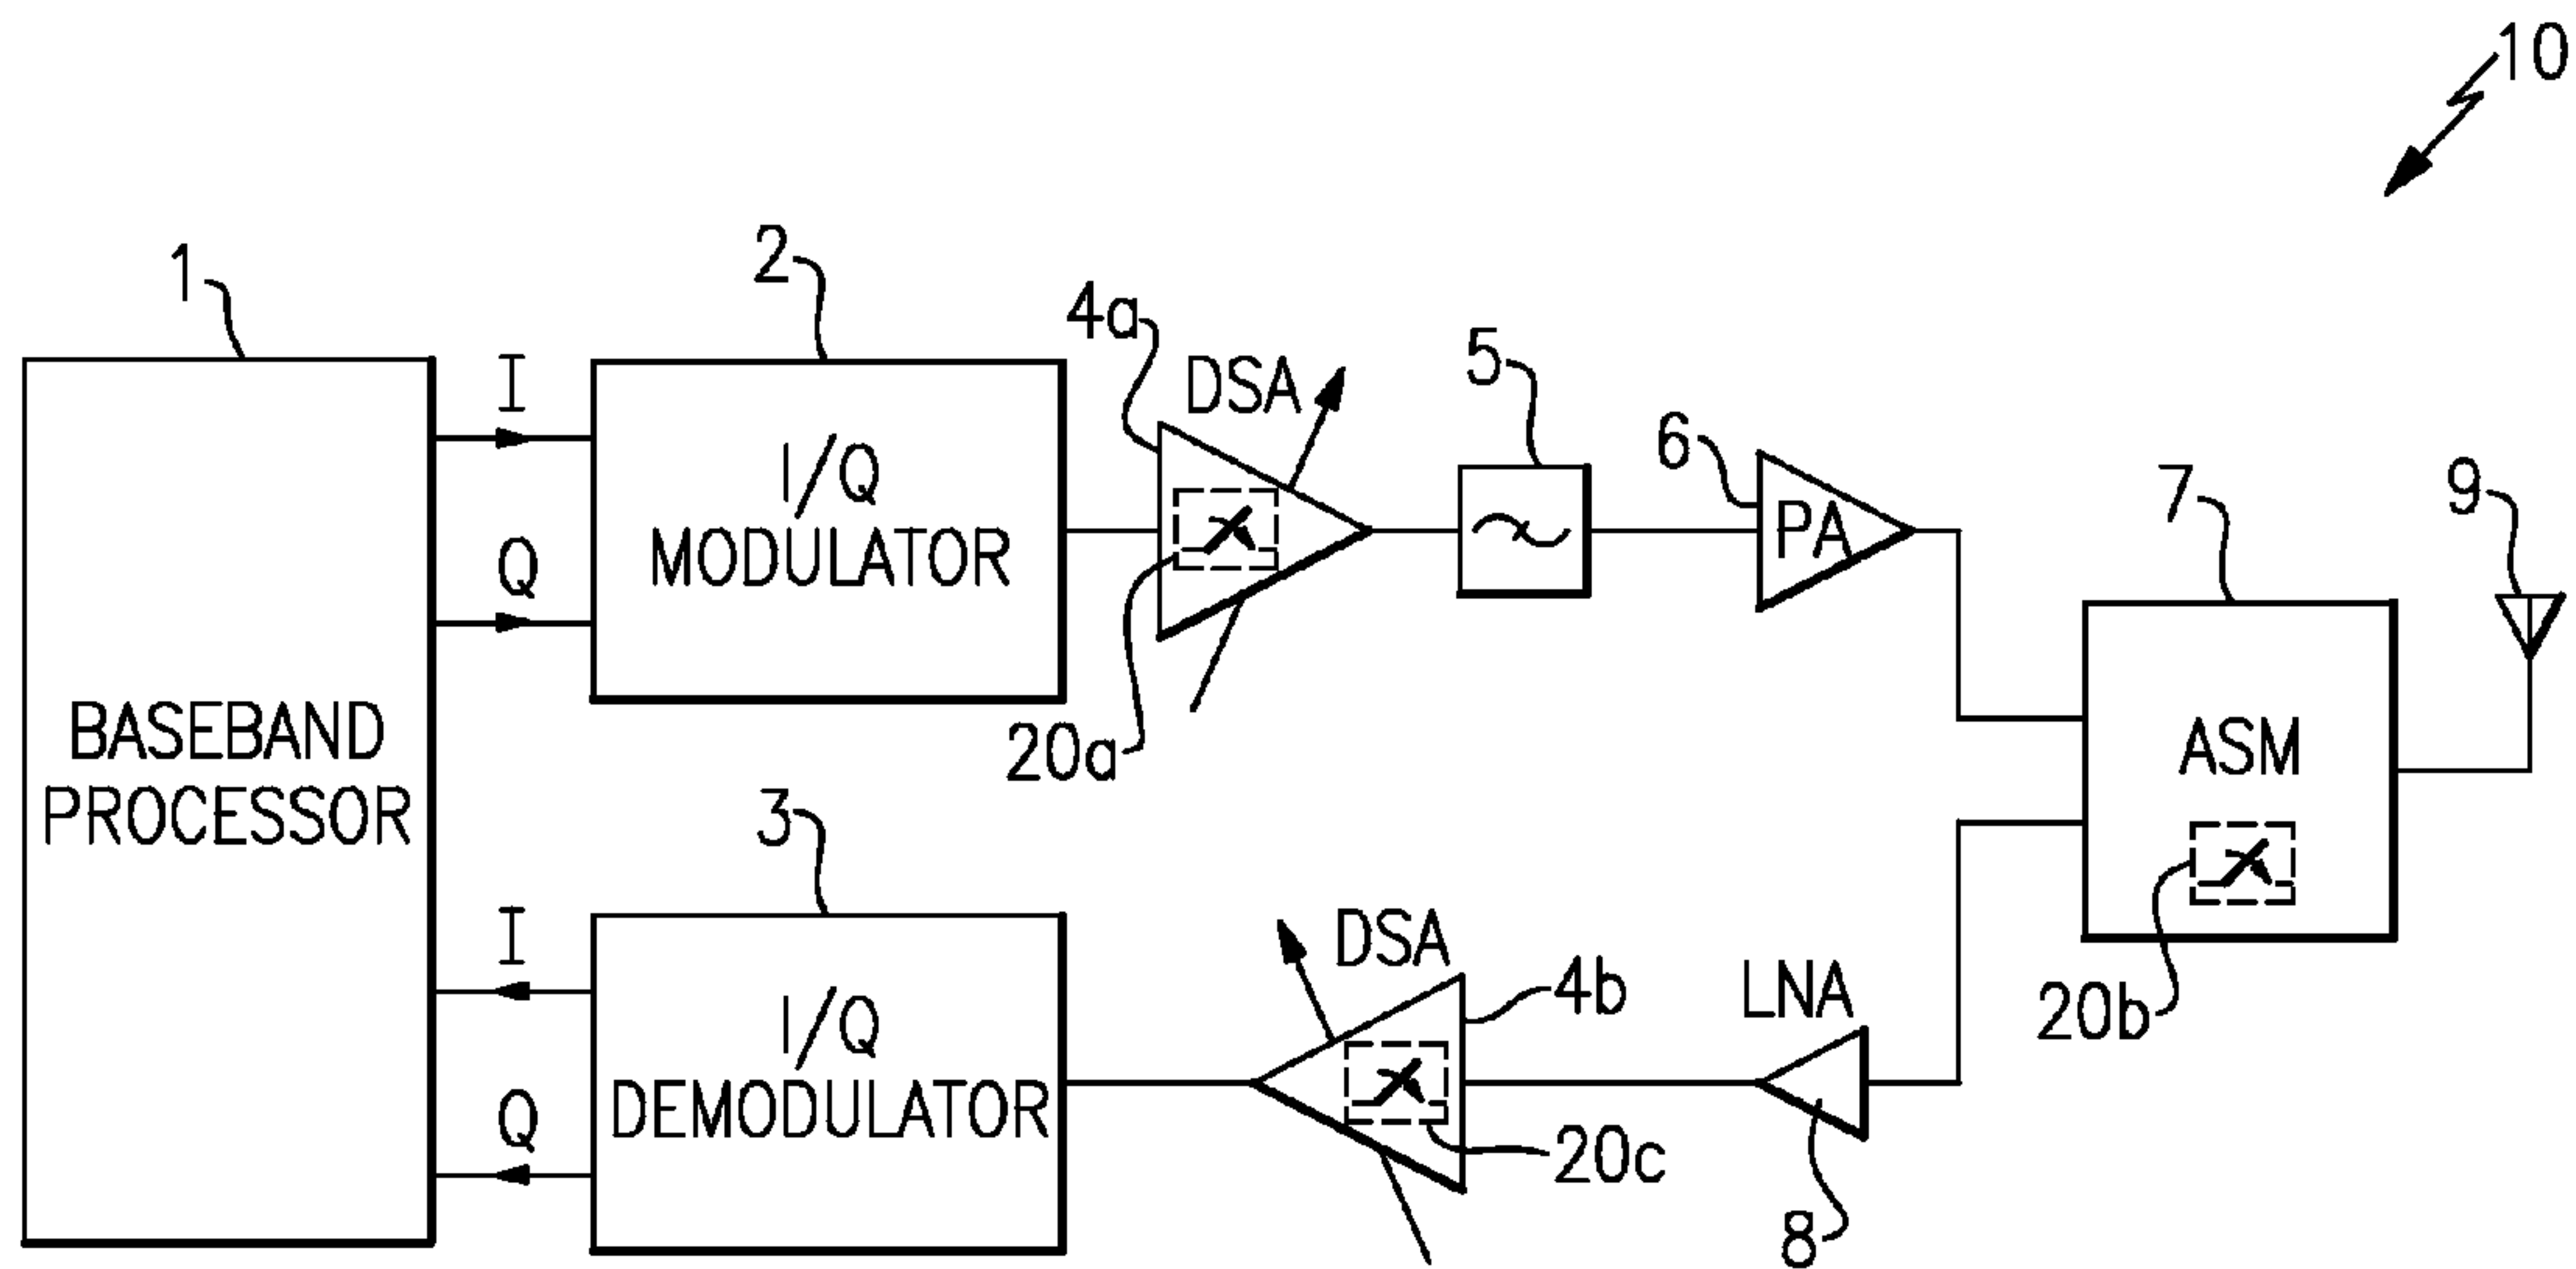 10
1
2
4a
DSA
5
6
7
9
I
I/Q
MODULATOR
Q
PA
20a
BASEBAND
PROCESSOR
ASM
3
I
I/Q
DEMODULATOR
Q
DSA
4b
LNA
20b
20c
8